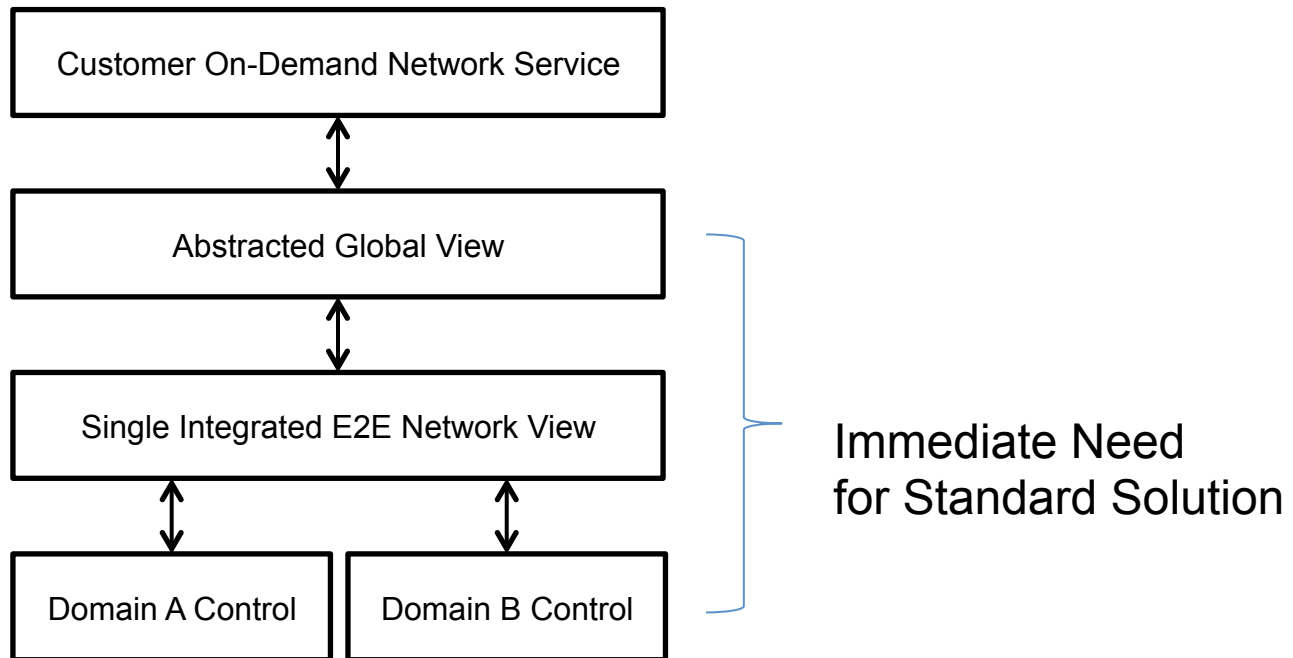 Customer On-Demand Network Service
Abstracted Global View
Single Integrated E2E Network View
Immediate Need
for Standard Solution
Domain A Control
Domain B Control